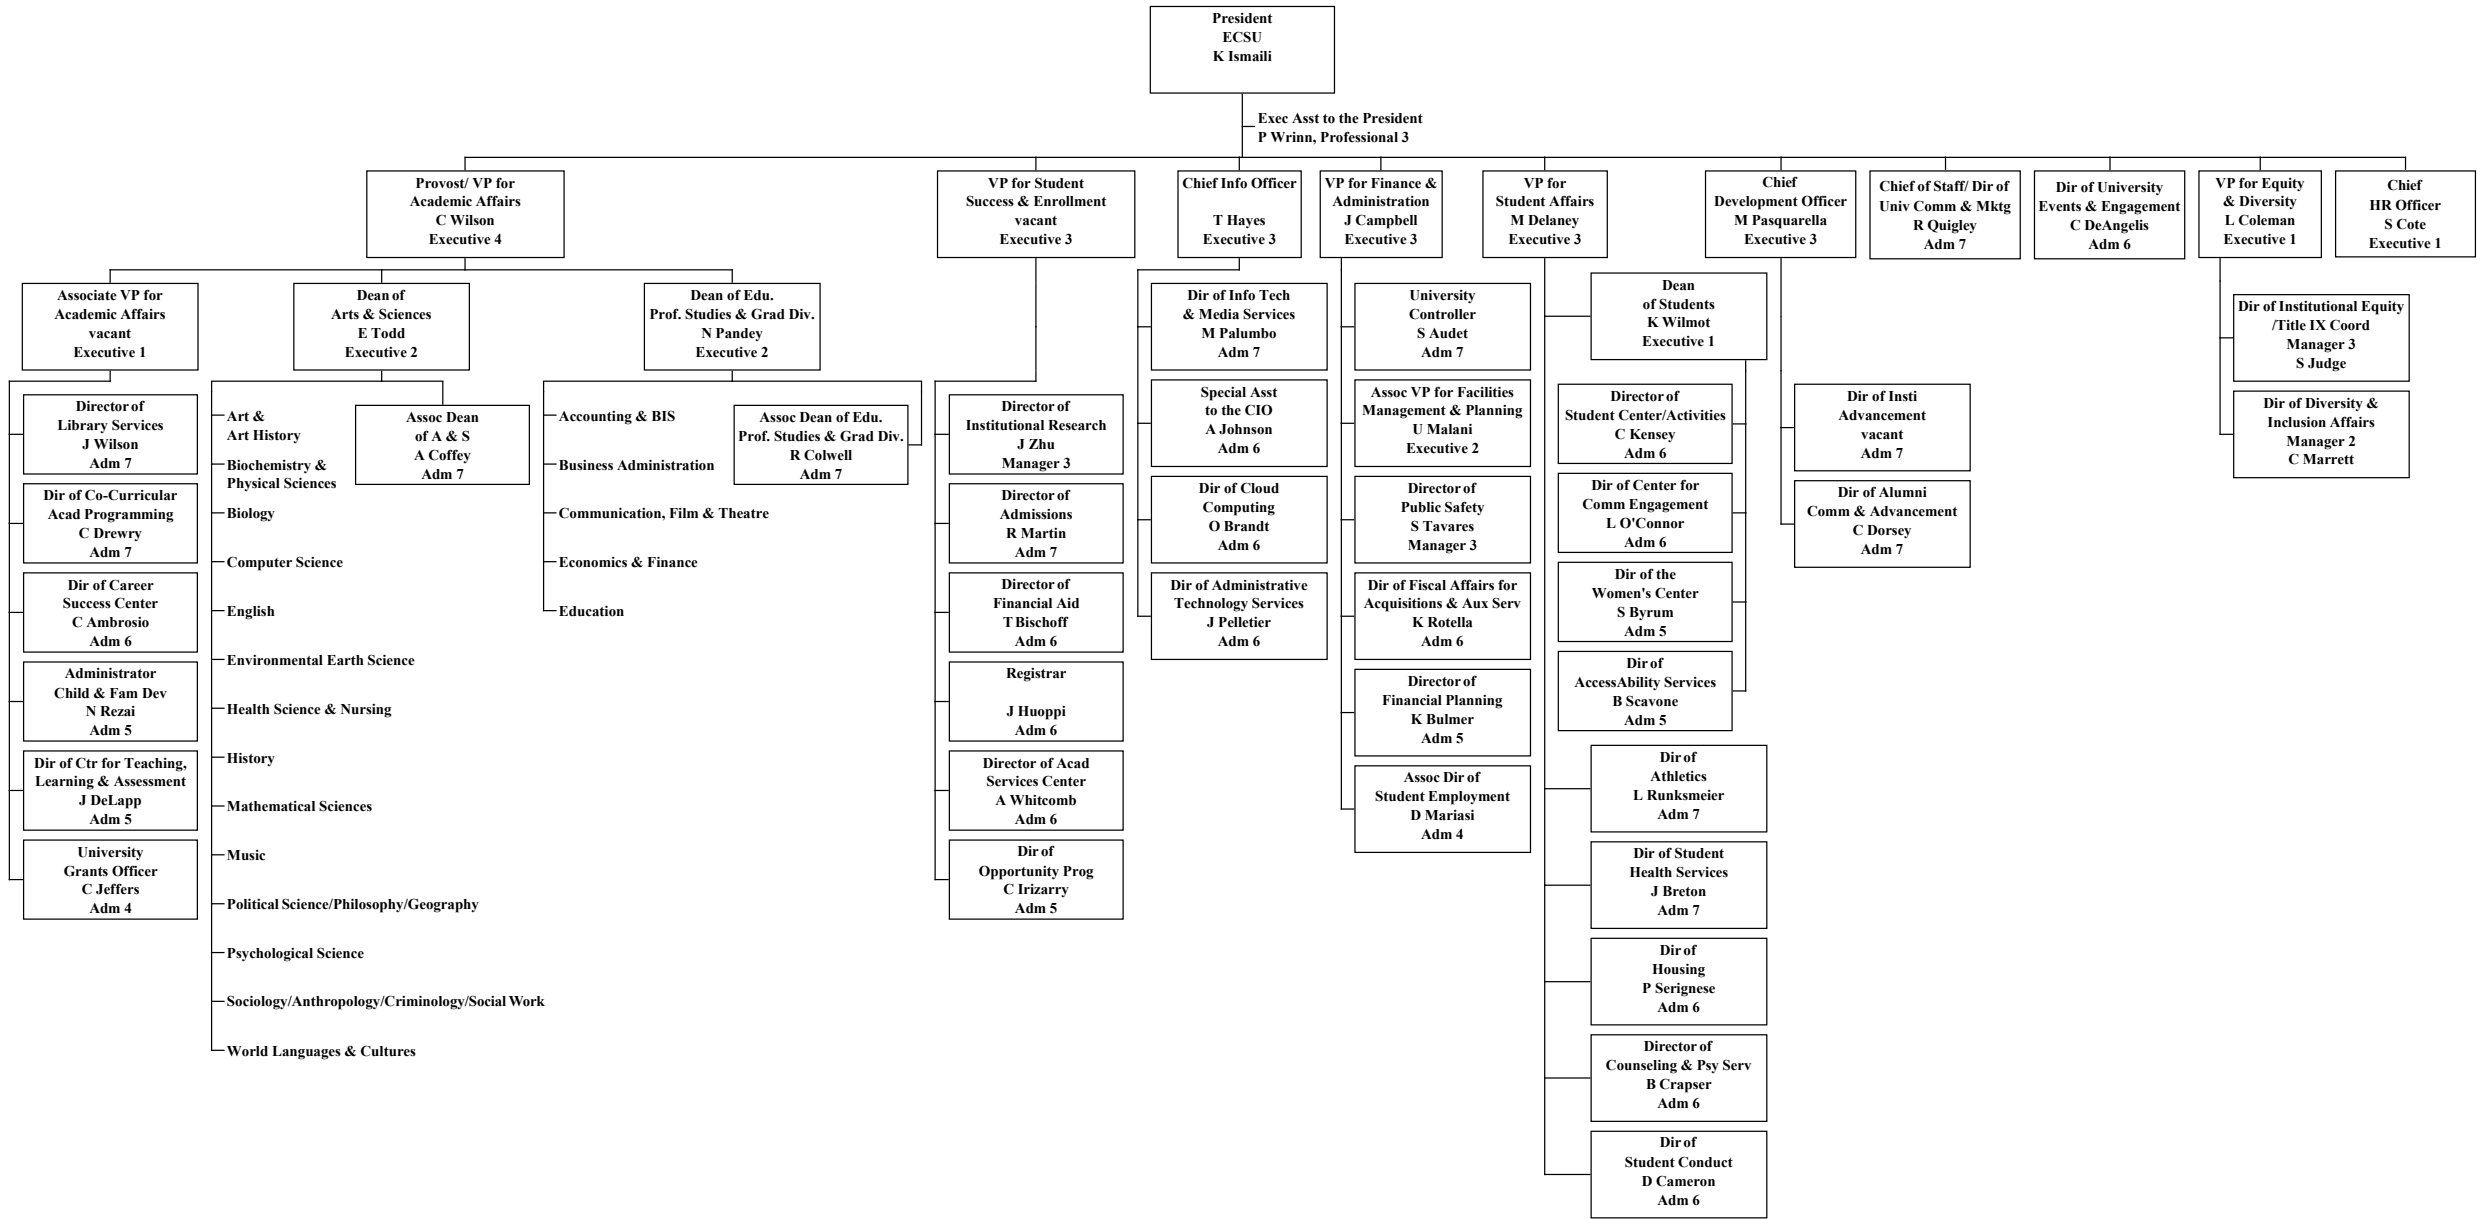 President
ECSU
K Ismaili
Exec Asst to the President
P Wrinn, Professional 3
Provost/ VP for
Academic Affairs
C Wilson
Executive 4
VP for Student
Success & Enrollment
vacant
Executive 3
Chief Info Officer
T Hayes
Executive 3
VP for Finance &
Administration
J Campbell
Executive 3
VP for
Student Affairs
M Delaney
Executive 3
Chief
Development Officer
M Pasquarella
Executive 3
Chief of Staff/ Dir of
Univ Comm & Mktg
R Quigley
Adm 7
Dir of University
Events & Engagement
C DeAngelis
Adm 6
VP for Equity
& Diversity
L Coleman
Executive 1
Chief
HR Officer
S Cote
Executive 1
Associate VP for
Academic Affairs
vacant
Executive 1
Director of
Library Services
J Wilson
Adm 7
Dir of Co-Curricular
Acad Programming
C Drewry
Adm 7
Dir of Career
Success Center
C Ambrosio
Adm 6
Administrator
Child & Fam Dev
N Rezai
Adm 5
Dir of Ctr for Teaching,
Learning & Assessment
J DeLapp
Adm 5
University
Grants Officer
C Jeffers
Adm 4
Dean of
Arts & Sciences
E Todd
Executive 2
Art &
Art History
Biochemistry &
Physical Sciences
Biology
Computer Science
English
Environmental Earth Science
Health Science & Nursing
History
Mathematical Sciences
Music
Political Science/Philosophy/Geography
Psychological Science
Sociology/Anthropology/Criminology/Social Work
World Languages & Cultures
Assoc Dean
of A & S
A Coffey
Adm 7
Dean of Edu.
Prof. Studies & Grad Div.
N Pandey
Executive 2
Accounting & BIS
Business Administration
Communication, Film & Theatre
Economics & Finance
Education
Assoc Dean of Edu.
Prof. Studies & Grad Div.
R Colwell
Adm 7
Director of
Institutional Research
J Zhu
Manager 3
Director of
Admissions
R Martin
Adm 7
Director of
Financial Aid
T Bischoff
Adm 6
Registrar
J Huoppi
Adm 6
Director of Acad
Services Center
A Whitcomb
Adm 6
Dir of
Opportunity Prog
C Irizarry
Adm 5
Dir of Info Tech
& Media Services
M Palumbo
Adm 7
Special Asst
to the CIO
A Johnson
Adm 6
Dir of Cloud
Computing
O Brandt
Adm 6
Dir of Administrative
Technology Services
J Pelletier
Adm 6
University
Controller
S Audet
Adm 7
Assoc VP for Facilities
Management & Planning
U Malani
Executive 2
Director of
Public Safety
S Tavares
Manager 3
Dir of Fiscal Affairs for
Acquisitions & Aux Serv
K Rotella
Adm 6
Director of
Financial Planning
K Bulmer
Adm 5
Assoc Dir of
Student Employment
D Mariasi
Adm 4
Dean
of Students
K Wilmot
Executive 1
Director of
Student Center/Activities
C Kensey
Adm 6
Dir of Center for
Comm Engagement
L O'Connor
Adm 6
Dir of the
Women's Center
S Byrum
Adm 5
Dir of
AccessAbility Services
B Scavone
Adm 5
Dir of
Athletics
L Runksmeier
Adm 7
Dir of Student
Health Services
J Breton
Adm 7
Dir of
Housing
P Serignese
Adm 6
Director of
Counseling & Psy Serv
B Crapser
Adm 6
Dir of
Student Conduct
D Cameron
Adm 6
Dir of Insti
Advancement
vacant
Adm 7
Dir of Alumni
Comm & Advancement
C Dorsey
Adm 7
Dir of Institutional Equity
/Title IX Coord
Manager 3
S Judge
Dir of Diversity &
Inclusion Affairs
Manager 2
C Marrett